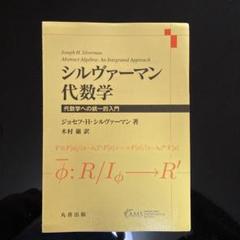 Joseph H. Silverman
Abstract Algebra: An Integrated Approach
シルヴァーマン
代数学
代数学への統一的入門
ジョセフ・H・シルヴァーマン 著
木村 巌 訳
ϕ̄: R/I_ϕ → R'
丸善出版
AMS